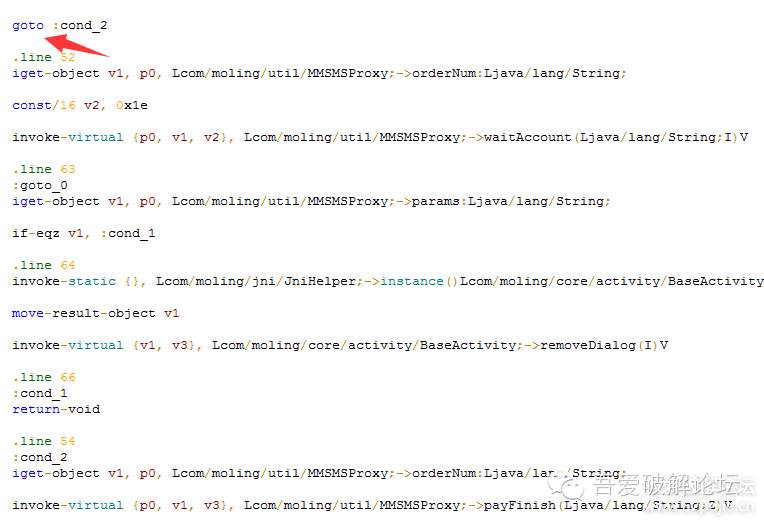 goto :cond_2
.line 52
iget-object v1, p0, Lcom/moling/util/MMSMSProxy;->orderNum:Ljava/lang/String;
const/16 v2, 0x1e
invoke-virtual {p0, v1, v2}, Lcom/moling/util/MMSMSProxy;->waitAccount(Ljava/lang/String;I)V
.line 63
:goto_0
iget-object v1, p0, Lcom/moling/util/MMSMSProxy;->params:Ljava/lang/String;
if-eqz v1, :cond_1
.line 64
invoke-static {}, Lcom/moling/jni/JniHelper;->instance()Lcom/moling/core/activity/BaseActivity
move-result-object v1
invoke-virtual {v1, v3}, Lcom/moling/core/activity/BaseActivity;->removeDialog(I)V
.line 66
:cond_1
return-void
.line 54
:cond_2
iget-object v1, p0, Lcom/moling/util/MMSMSProxy;->orderNum:Ljava/lang/String;
吾爱破解论坛
invoke-virtual {p0, v1, v3}, Lcom/moling/util/MMSMSProxy;->payFinish(Ljava/lang/String;Z)V